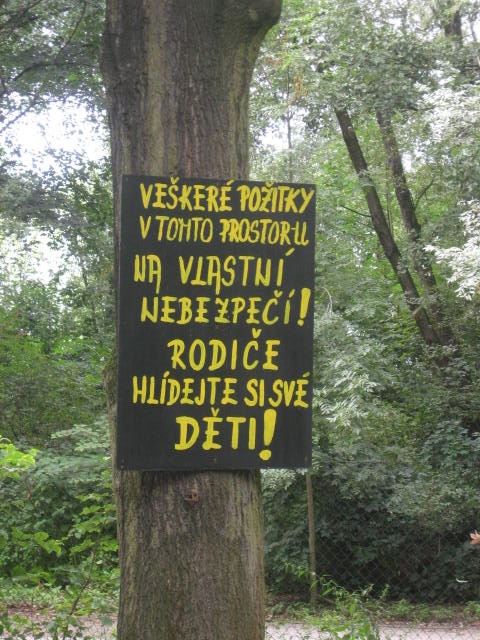 VEŠKERÉ POŽITKY
V TOMTO PROSTORU
NA VLASTNÍ
NEBEZPEČÍ!
RODIČE
HLÍDEJTE SI SVÉ
DĚTI!